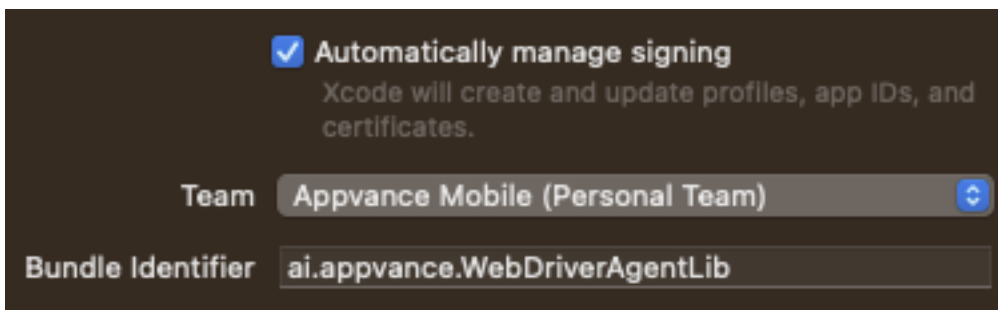 Automatically manage signing
Xcode will create and update profiles, app IDs, and
certificates.
Team Appvance Mobile (Personal Team)
Bundle Identifier ai.appvance.WebDriverAgentLib